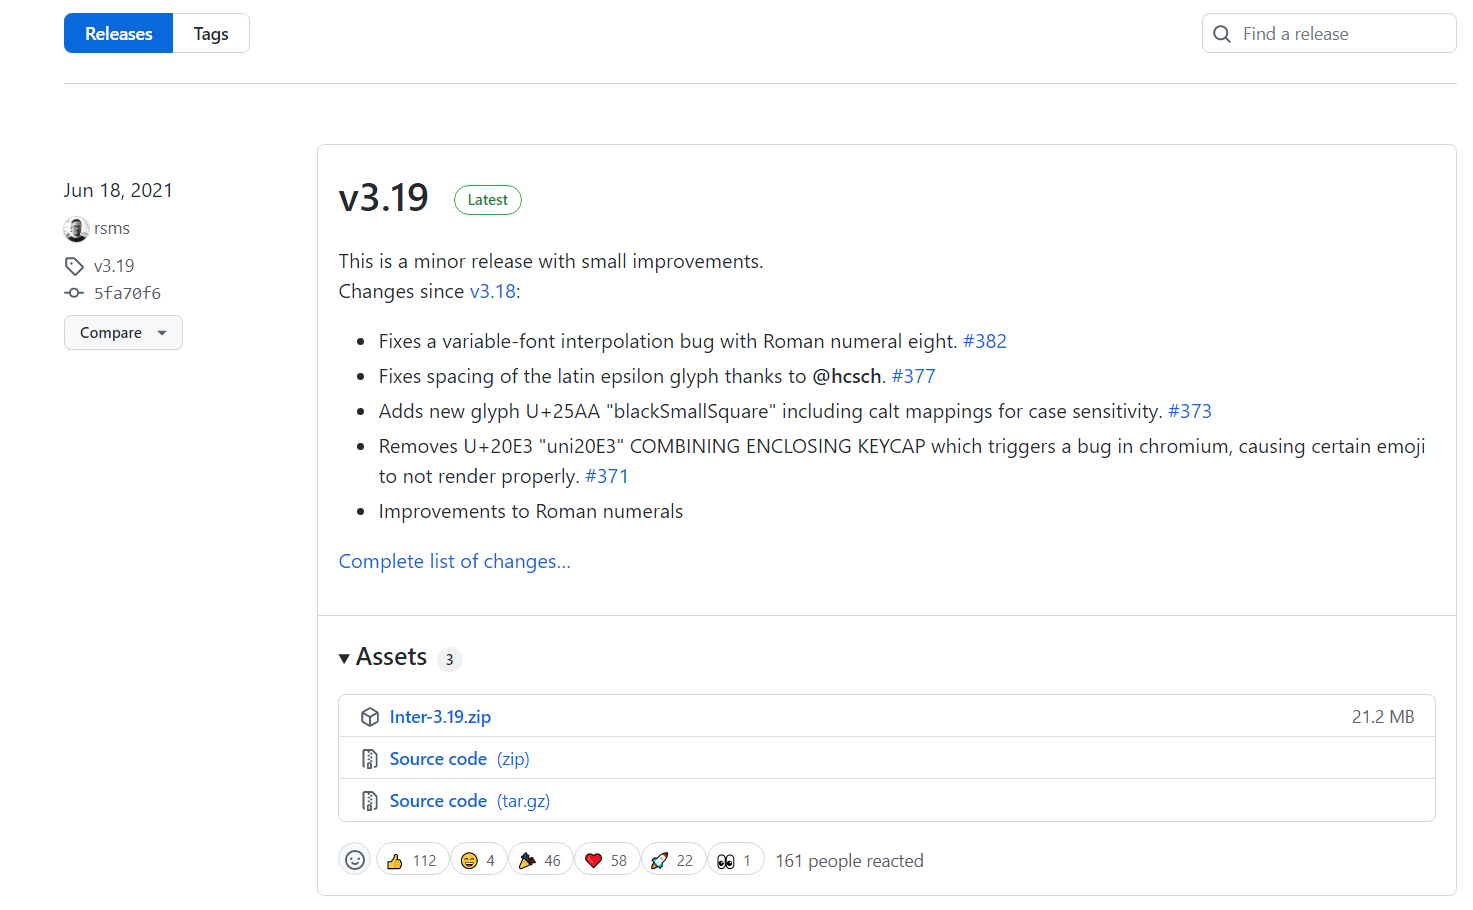 Releases
Tags
Find a release
Jun 18, 2021
rsms
v3.19
5fa70f6
Compare
v3.19
Latest
This is a minor release with small improvements.
Changes since v3.18:
Fixes a variable-font interpolation bug with Roman numeral eight. #382
Fixes spacing of the latin epsilon glyph thanks to @hcsch. #377
Adds new glyph U+25AA "blackSmallSquare" including calt mappings for case sensitivity. #373
Removes U+20E3 "uni20E3" COMBINING ENCLOSING KEYCAP which triggers a bug in chromium, causing certain emoji
to not render properly. #371
Improvements to Roman numerals
Complete list of changes...
Assets 3
Inter-3.19.zip 21.2 MB
Source code (zip)
Source code (tar.gz)
112 4 46 58 22 1 161 people reacted